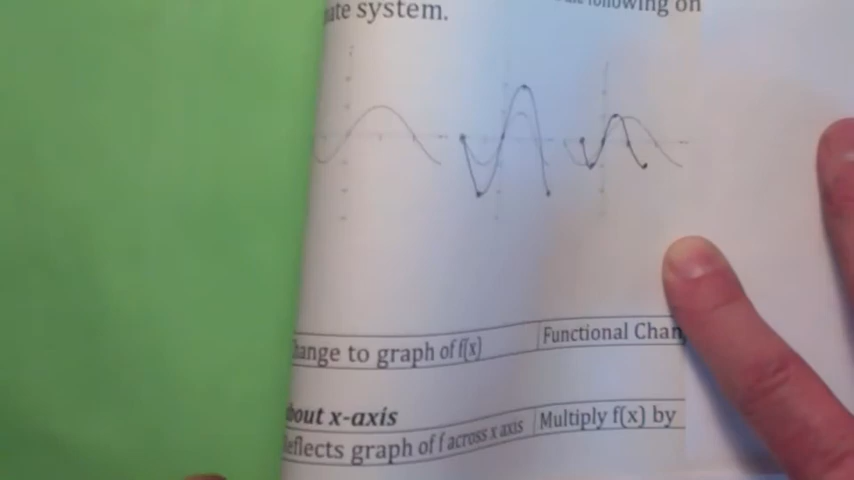 ate system.
following on
hange to graph of f(x)
Functional Chan
bout x-axis
eflects graph of f across x axis
Multiply f(x) by